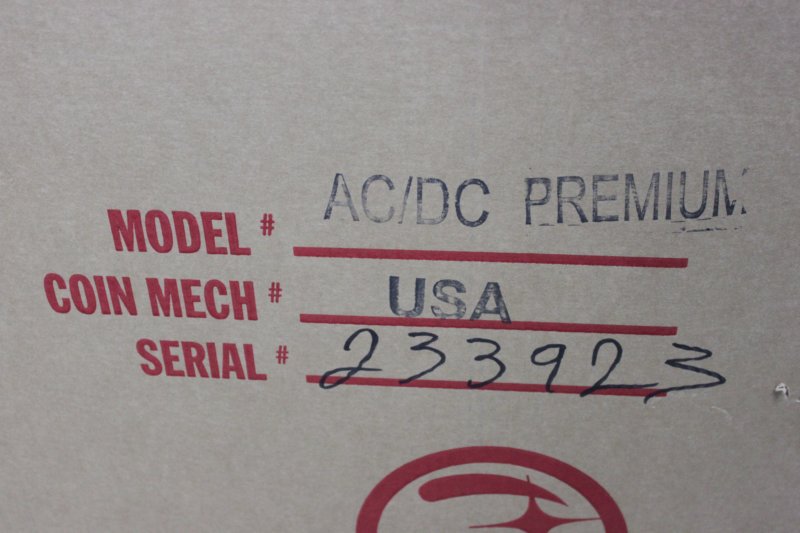 MODEL # AC/DC PREMIUM
COIN MECH # USA
SERIAL # 233923